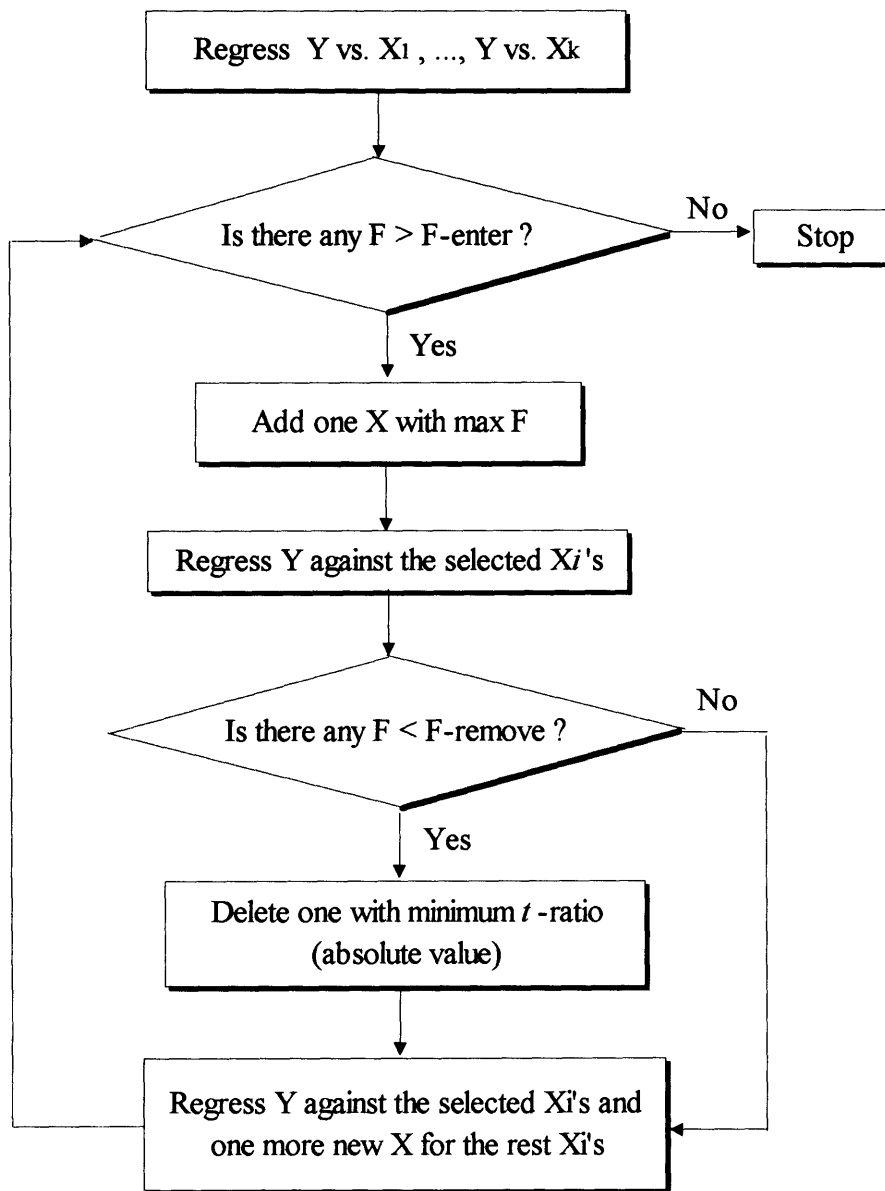 Regress Y vs. X1 , ..., Y vs. Xk
Is there any F > F-enter ?
No
Stop
Yes
Add one X with max F
Regress Y against the selected Xi's
Is there any F < F-remove ?
No
Yes
Delete one with minimum t -ratio
(absolute value)
Regress Y against the selected Xi's and
one more new X for the rest Xi's